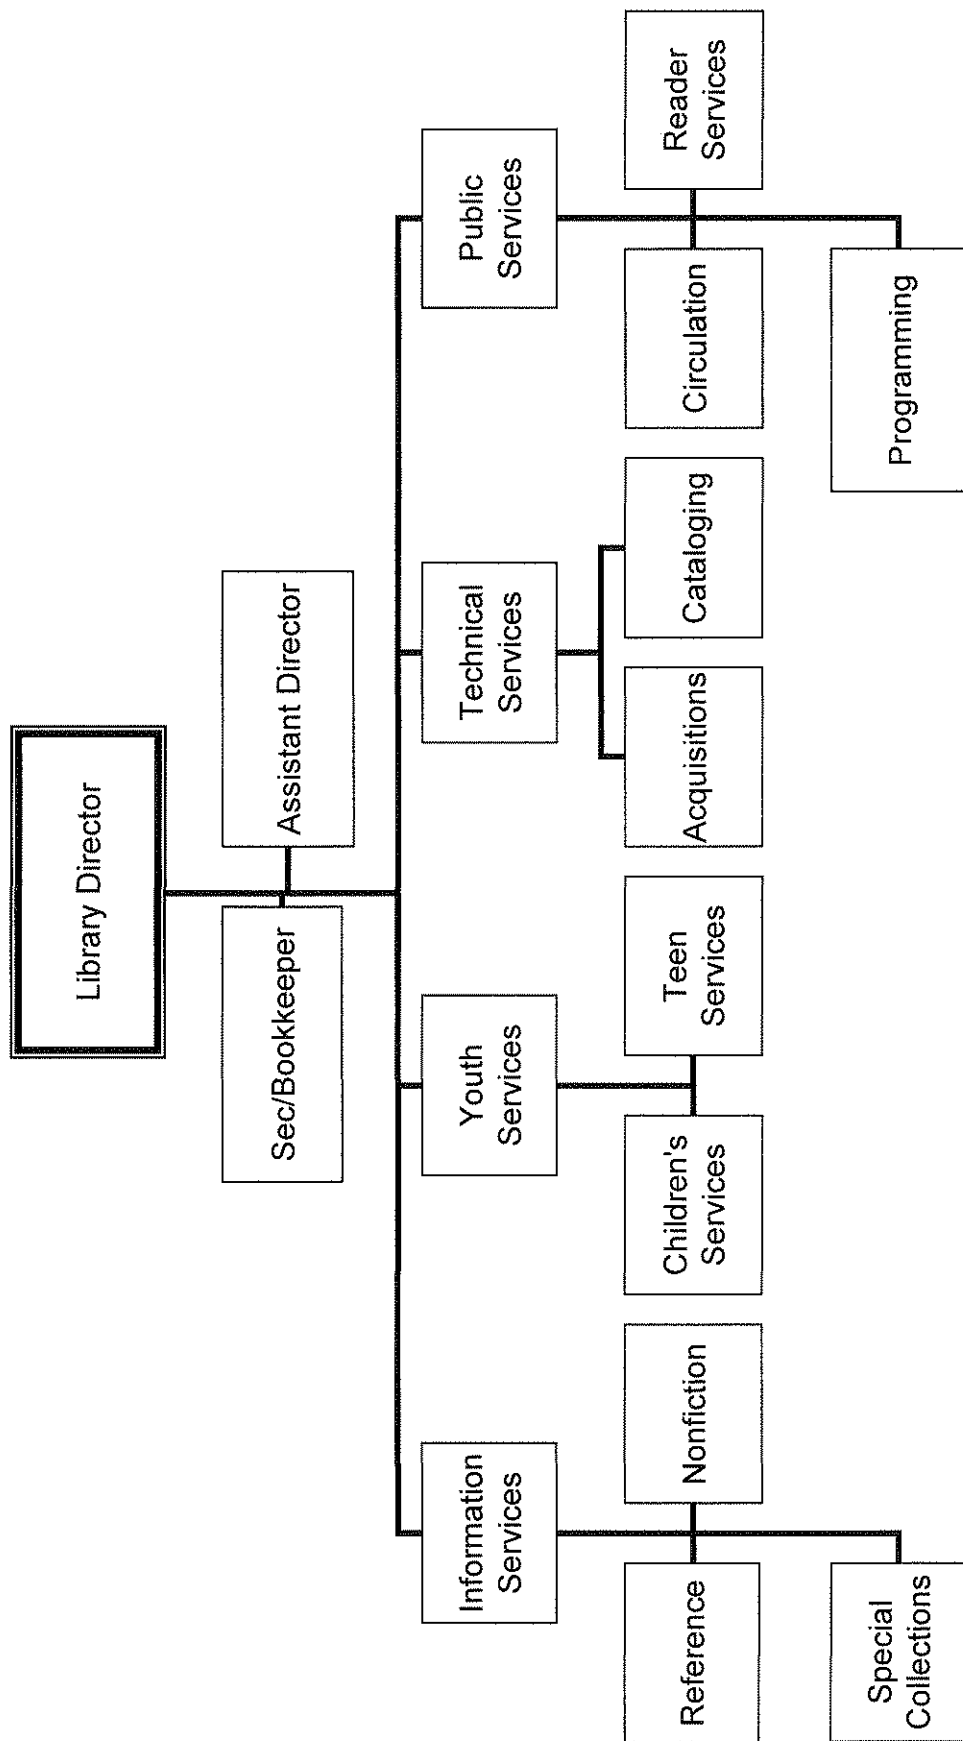 Library Director
Sec/Bookkeeper
Assistant Director
Information
Services
Youth
Services
Technical
Services
Public
Services
Reference
Nonfiction
Children's
Services
Teen
Services
Acquisitions
Cataloging
Circulation
Reader
Services
Special
Collections
Programming